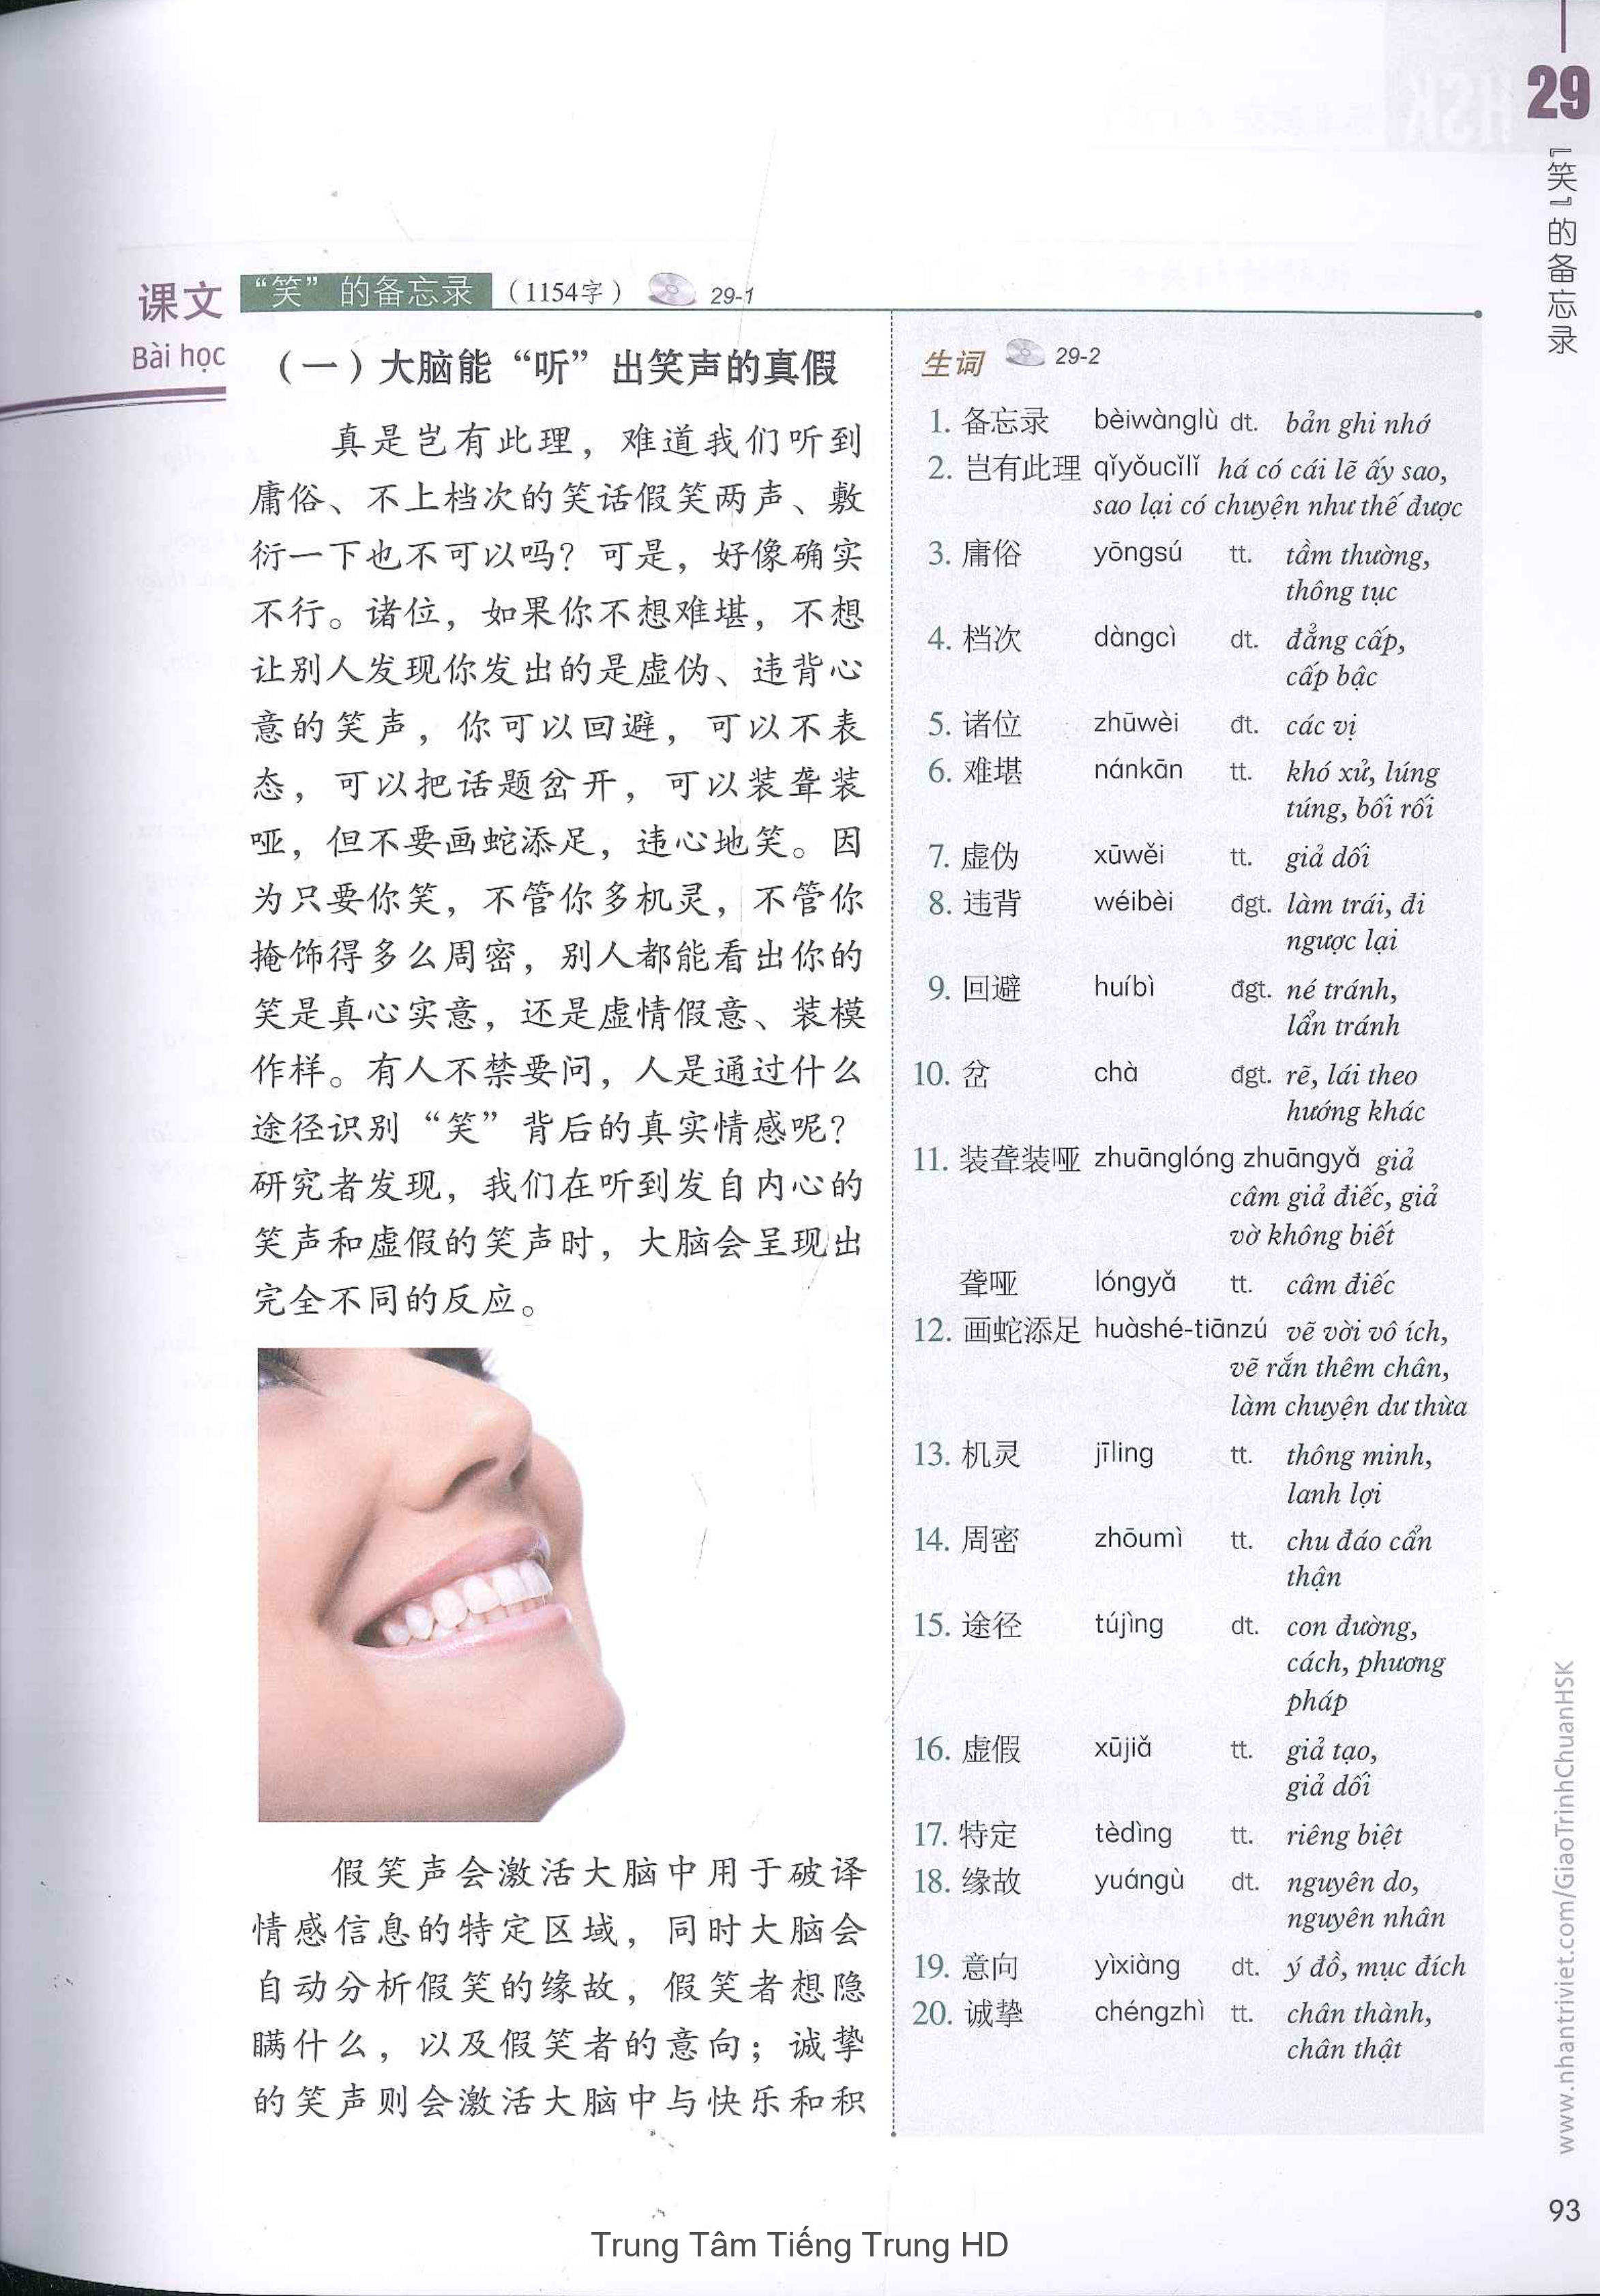 29
『笑』的备忘录
课文
Bài học
“笑”的备忘录
（1154字）
29-1
（一）大脑能“听”出笑声的真假
真是岂有此理，难道我们听到
庸俗、不上档次的笑话假笑两声、敷
衍一下也不可以吗？可是，好像确实
不行。诸位，如果你不想难堪，不想
让别人发现你发出的是虚伪、违背心
意的笑声，你可以回避，可以不表
态，可以把话题岔开，可以装聋装
哑，但不要画蛇添足，违心地笑。因
为只要你笑，不管你多机灵，不管你
掩饰得多么周密，别人都能看出你的
笑是真心实意，还是虚情假意、装模
作样。有人不禁要问，人是通过什么
途径识别“笑”背后的真实情感呢？
研究者发现，我们在听到发自内心的
笑声和虚假的笑声时，大脑会呈现出
完全不同的反应。
假笑声会激活大脑中用于破译
情感信息的特定区域，同时大脑会
自动分析假笑的缘故，假笑者想隐
瞒什么，以及假笑者的意向；诚挚
的笑声则会激活大脑中与快乐和积
生词 29-2
1. 备忘录 bèiwànglù dt. bản ghi nhớ
2. 岂有此理 qǐyǒucǐlǐ há có cái lẽ ấy sao,
sao lại có chuyện như thế được
3. 庸俗 yōngsú tt. tầm thường,
thông tục
4. 档次 dàngcì dt. đẳng cấp,
cấp bậc
5. 诸位 zhūwèi đt. các vị
6. 难堪 nánkān tt. khó xử, lúng
túng, bối rối
7. 虚伪 xūwěi tt. giả dối
8. 违背 wéibèi đgt. làm trái, đi
ngược lại
9. 回避 huíbì đgt. né tránh,
lẩn tránh
10. 岔 chà đgt. rẽ, lái theo
hướng khác
11. 装聋装哑 zhuānglóng zhuāngyǎ giả
câm giả điếc, giả
vờ không biết
聋哑 lóngyǎ tt. câm điếc
12. 画蛇添足 huàshé-tiānzú vẽ vời vô ích,
vẽ rắn thêm chân,
làm chuyện dư thừa
13. 机灵 jīling tt. thông minh,
lanh lợi
14. 周密 zhōumì tt. chu đáo cẩn
thận
15. 途径 tújìng dt. con đường,
cách, phương
pháp
16. 虚假 xūjiǎ tt. giả tạo,
giả dối
17. 特定 tèdìng tt. riêng biệt
18. 缘故 yuángù dt. nguyên do,
nguyên nhân
19. 意向 yìxiàng dt. ý đồ, mục đích
20. 诚挚 chéngzhì tt. chân thành,
chân thật
www.nhantriviet.com/GiaoTrinhChuanHSK
93
Trung Tâm Tiếng Trung HD